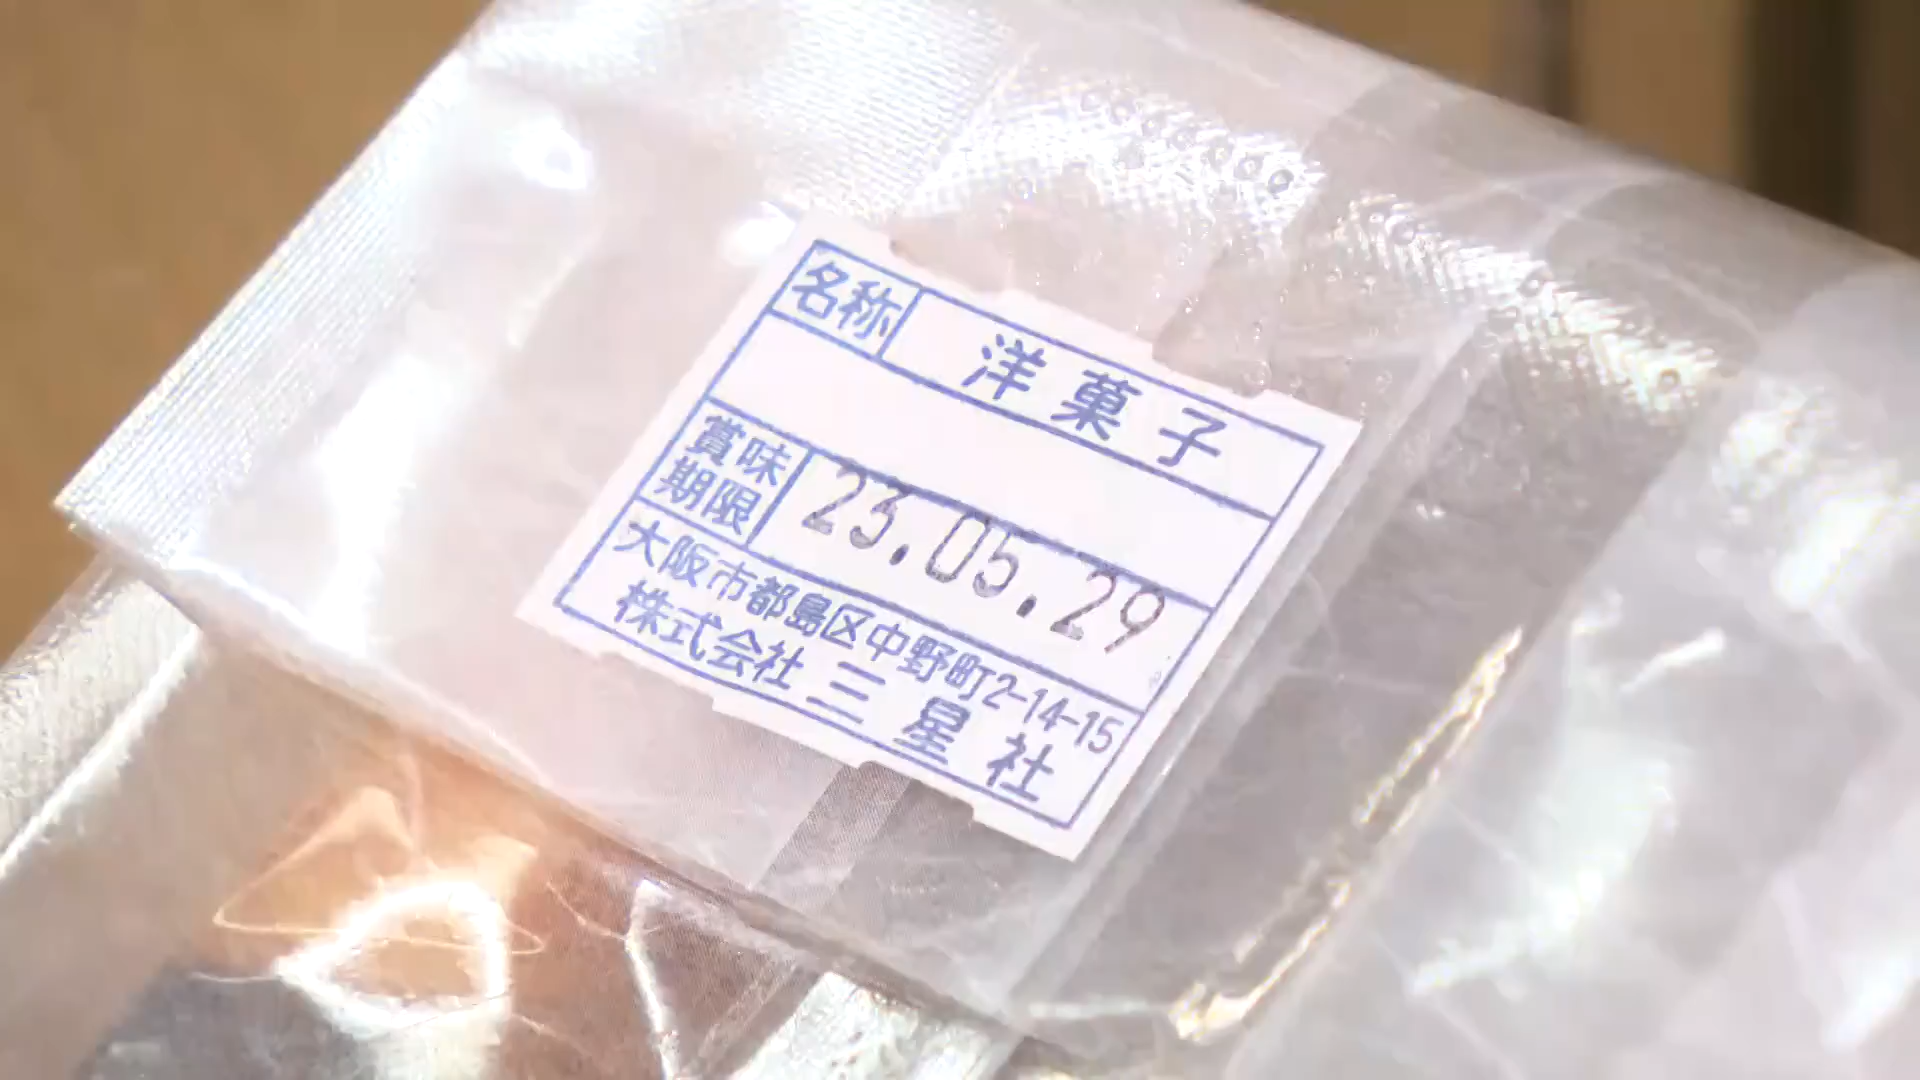 名称 洋菓子
賞味
期限 23.05.29
大阪市都島区中野町2-14-15
株式会社 三星社